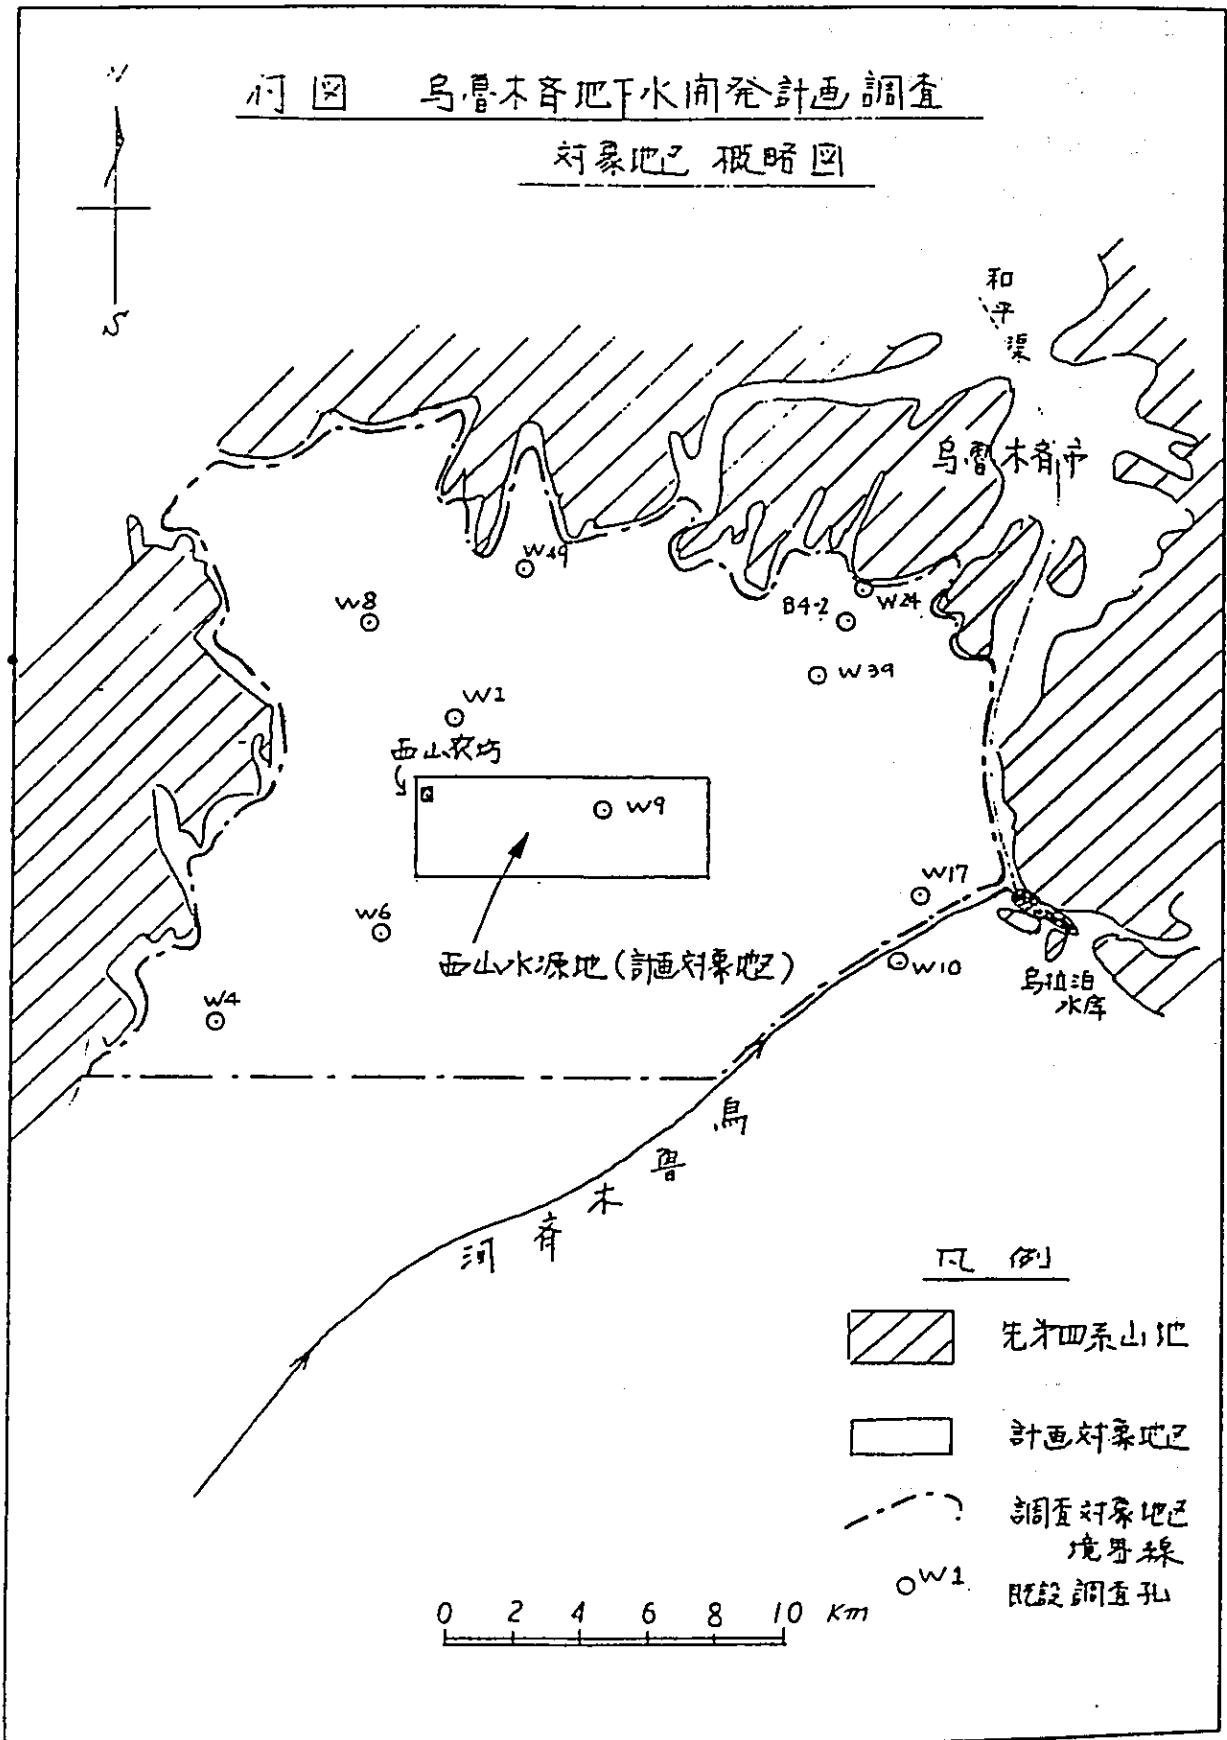 N
S
付図 烏魯木斉地下水開発計画調査
対象地区 概略図
和平渠
烏魯木斉市
W49
W8
B4-2
W24
W39
W1
西山农场
W9
W17
W6
西山水源地(計画対象地区)
W10
烏拉泊
水库
W4
烏魯木斉河
凡例
先第四系山地
計画対象地区
調査対象地区
境界線
W1
既設調査孔
0 2 4 6 8 10 Km